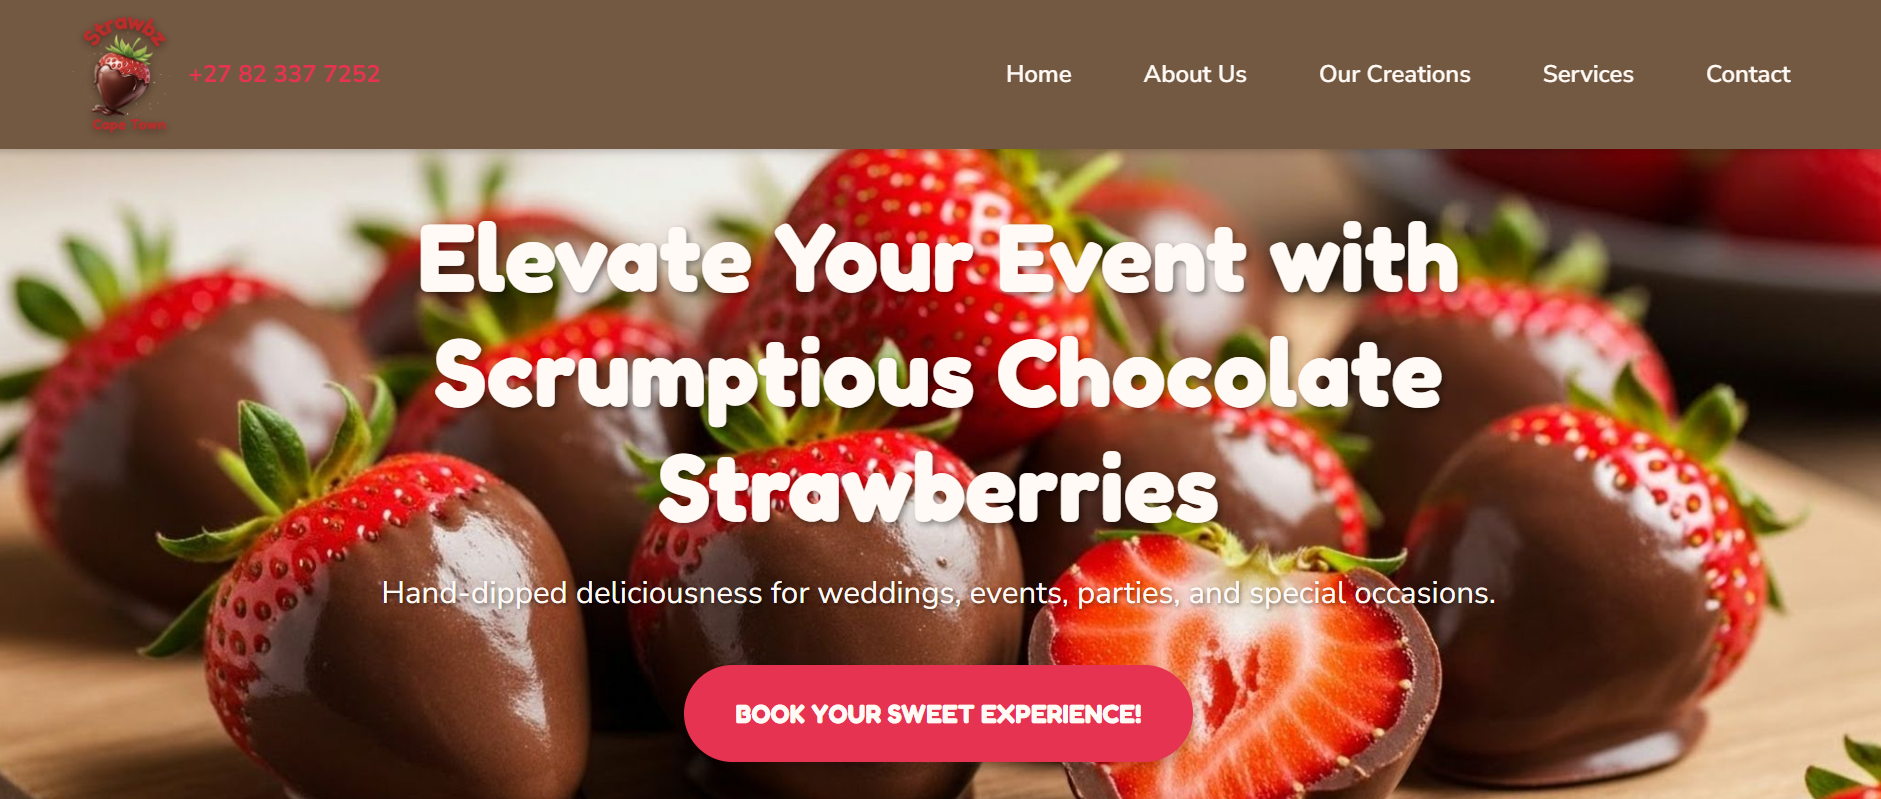 Strawbz
Cape Town
+27 82 337 7252
Home
About Us
Our Creations
Services
Contact
Elevate Your Event with
Scrumptious Chocolate
Strawberries
Hand-dipped deliciousness for weddings, events, parties, and special occasions.
BOOK YOUR SWEET EXPERIENCE!